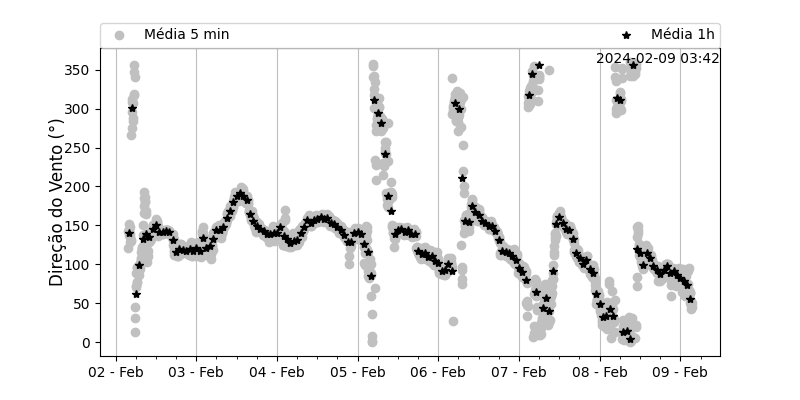 Média 5 min
Média 1h
2024-02-09 03:42
Direção do Vento (°)
350
300
250
200
150
100
50
0
02 - Feb
03 - Feb
04 - Feb
05 - Feb
06 - Feb
07 - Feb
08 - Feb
09 - Feb